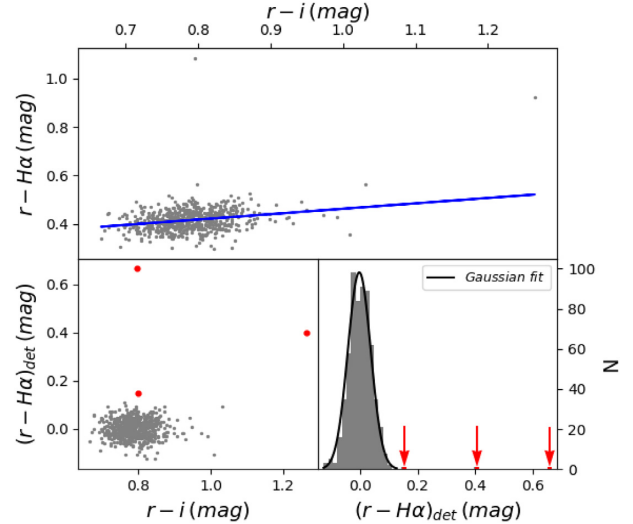 r − i (mag)
0.7 0.8 0.9 1.0 1.1 1.2
r − Hα (mag)
1.0
0.8
0.6
0.4
(r − Hα)det (mag)
0.6
0.4
0.2
0.0
0.8 1.0 1.2
r − i (mag)
Gaussian fit
100
80
60
40
20
0
N
0.0 0.2 0.4 0.6
(r − Hα)det (mag)